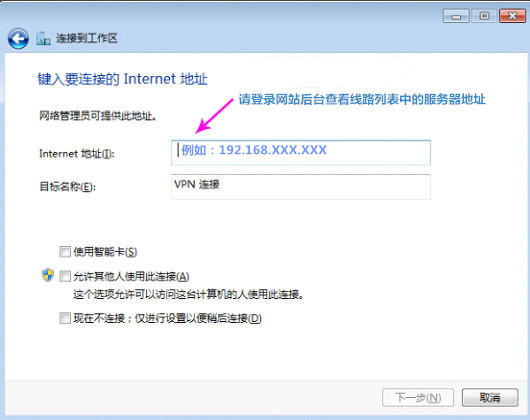 连接到工作区
键入要连接的 Internet 地址
请登录网站后台查看线路列表中的服务器地址
网络管理员可提供此地址。
Internet 地址(I):
例如：192.168.XXX.XXX
目标名称(E):
VPN 连接
使用智能卡(S)
允许其他人使用此连接(A)
这个选项允许可以访问这台计算机的人使用此连接。
现在不连接；仅进行设置以便稍后连接(D)
下一步(N)
取消